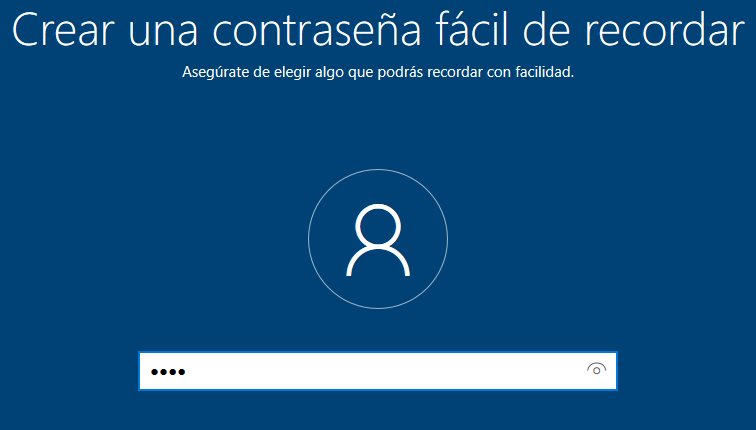 Crear una contraseña fácil de recordar
Asegúrate de elegir algo que podrás recordar con facilidad.
••••